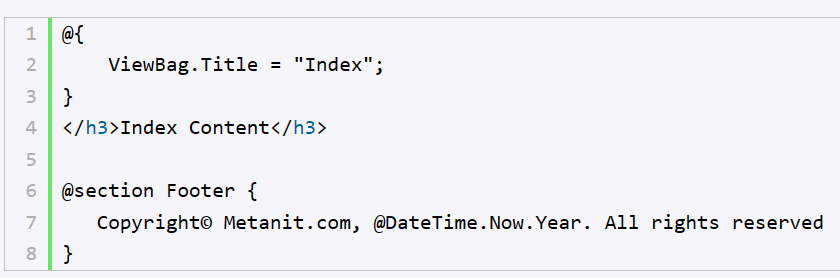 1 @{
2     ViewBag.Title = "Index";
3 }
4 </h3>Index Content</h3>
5
6 @section Footer {
7    Copyright© Metanit.com, @DateTime.Now.Year. All rights reserved
8 }